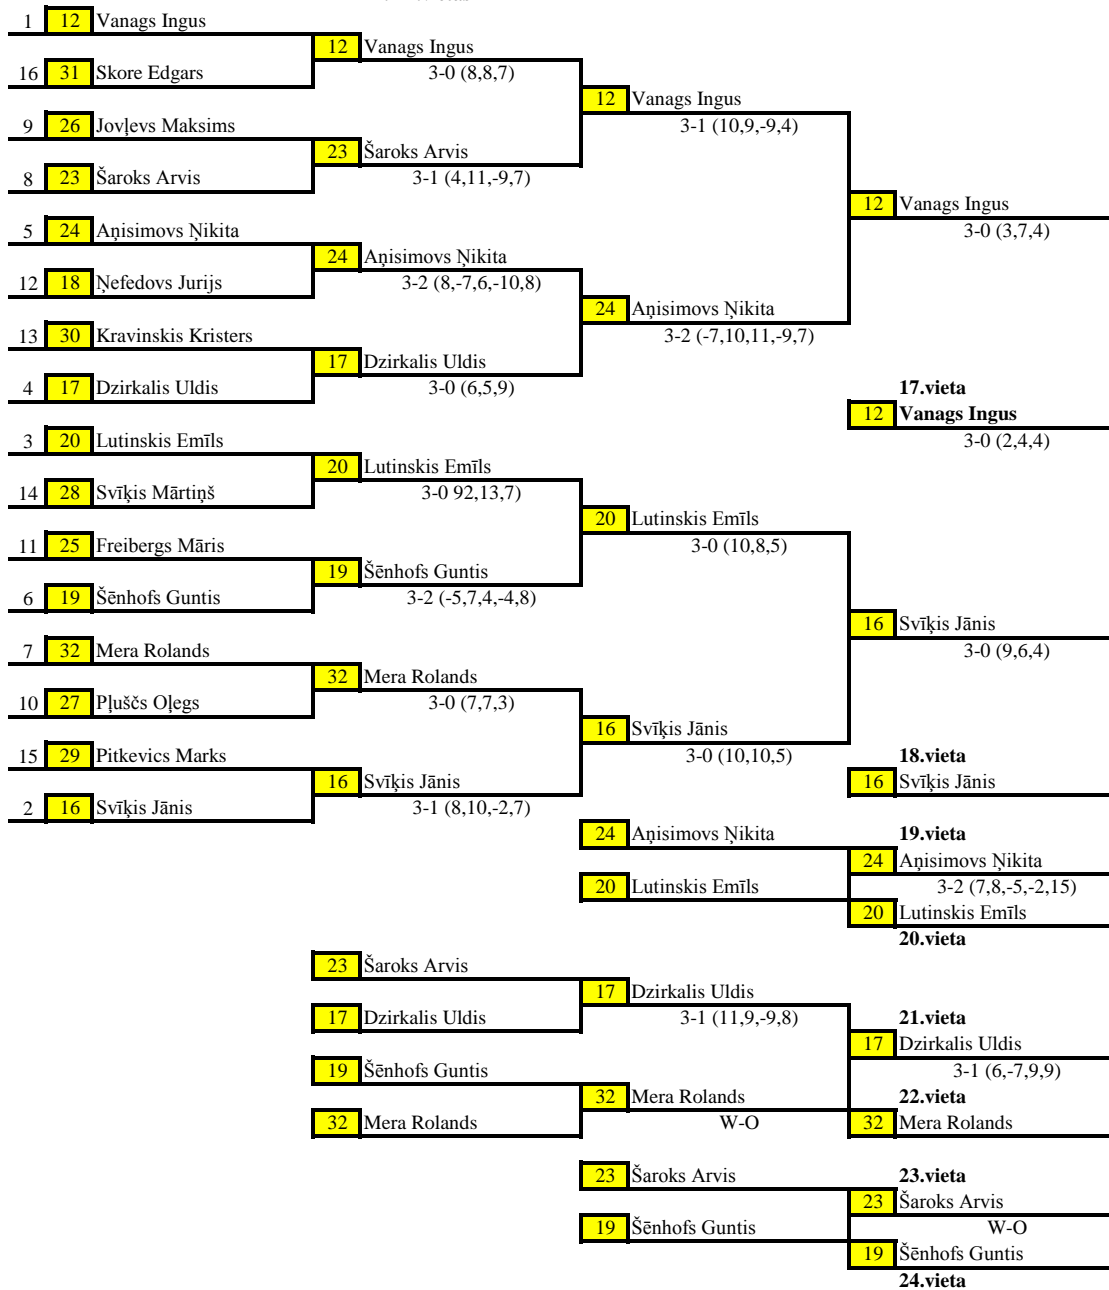 1 12 Vanags Ingus
12 Vanags Ingus
16 31 Skore Edgars 3-0 (8,8,7)
12 Vanags Ingus
9 26 Jovļevs Maksims 3-1 (10,9,-9,4)
23 Šaroks Arvis
8 23 Šaroks Arvis 3-1 (4,11,-9,7)
12 Vanags Ingus
5 24 Aņisimovs Ņikita 3-0 (3,7,4)
24 Aņisimovs Ņikita
12 18 Ņefedovs Jurijs 3-2 (8,-7,6,-10,8)
24 Aņisimovs Ņikita
13 30 Kravinskis Kristers 3-2 (-7,10,11,-9,7)
17 Dzirkalis Uldis
4 17 Dzirkalis Uldis 3-0 (6,5,9) 17.vieta
12 Vanags Ingus
3 20 Lutinskis Emīls 3-0 (2,4,4)
20 Lutinskis Emīls
14 28 Svīķis Mārtiņš 3-0 92,13,7)
20 Lutinskis Emīls
11 25 Freibergs Māris 3-0 (10,8,5)
19 Šēnhofs Guntis
6 19 Šēnhofs Guntis 3-2 (-5,7,4,-4,8)
16 Svīķis Jānis
7 32 Mera Rolands 3-0 (9,6,4)
32 Mera Rolands
10 27 Pļuščs Oļegs 3-0 (7,7,3)
16 Svīķis Jānis
15 29 Pitkevics Marks 3-0 (10,10,5) 18.vieta
16 Svīķis Jānis 16 Svīķis Jānis
2 16 Svīķis Jānis 3-1 (8,10,-2,7)
24 Aņisimovs Ņikita 19.vieta
24 Aņisimovs Ņikita
20 Lutinskis Emīls 3-2 (7,8,-5,-2,15)
20 Lutinskis Emīls
20.vieta
23 Šaroks Arvis
17 Dzirkalis Uldis
17 Dzirkalis Uldis 3-1 (11,9,-9,8) 21.vieta
17 Dzirkalis Uldis
19 Šēnhofs Guntis 3-1 (6,-7,9,9)
32 Mera Rolands 22.vieta
32 Mera Rolands W-O 32 Mera Rolands
23 Šaroks Arvis 23.vieta
23 Šaroks Arvis
19 Šēnhofs Guntis W-O
19 Šēnhofs Guntis
24.vieta